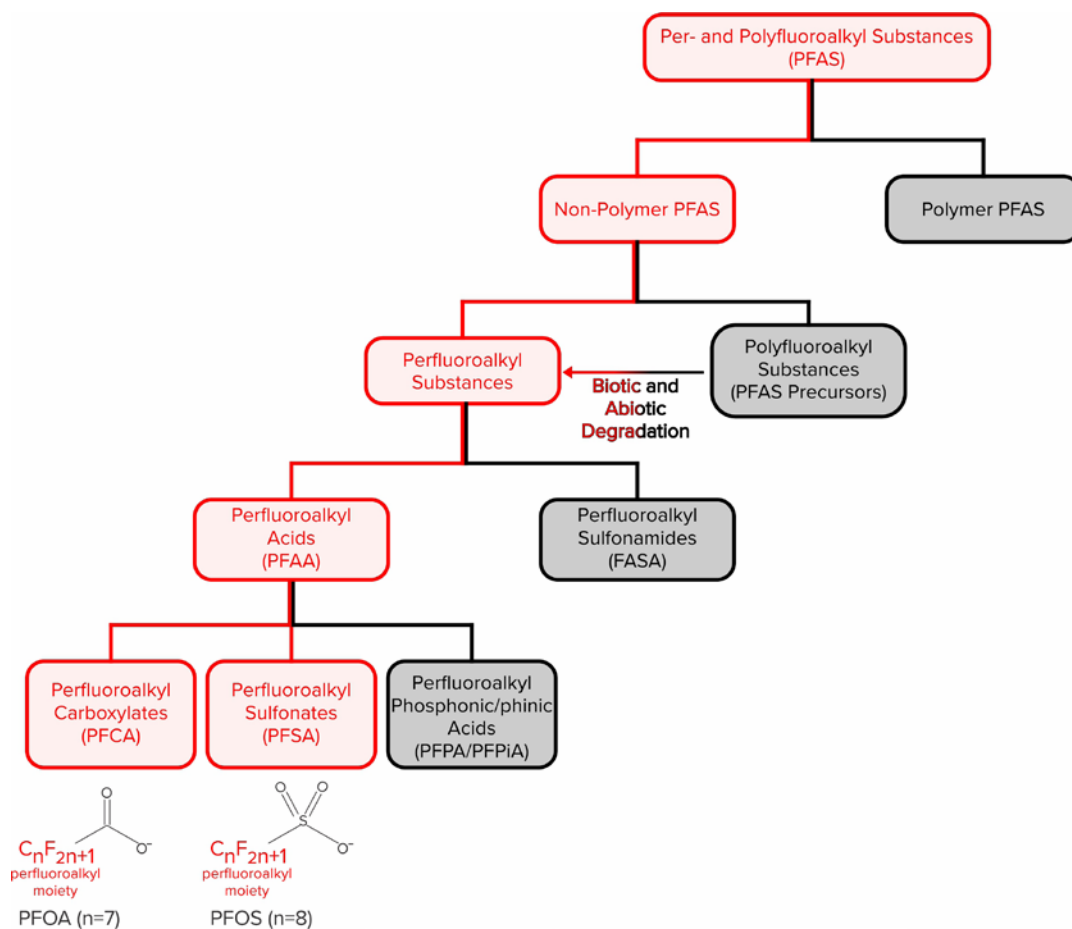 Per- and Polyfluoroalkyl Substances
(PFAS)
Non-Polymer PFAS
Polymer PFAS
Perfluoroalkyl
Substances
Polyfluoroalkyl
Substances
(PFAS Precursors)
Biotic and
Abiotic
Degradation
Perfluoroalkyl
Acids
(PFAA)
Perfluoroalkyl
Sulfonamides
(FASA)
Perfluoroalkyl
Carboxylates
(PFCA)
Perfluoroalkyl
Sulfonates
(PFSA)
Perfluoroalkyl
Phosphonic/phinic
Acids
(PFPA/PFPiA)
O
O⁻
CₙF₂ₙ₊₁
perfluoroalkyl
moiety
PFOA (n=7)
O O
S
O⁻
CₙF₂ₙ₊₁
perfluoroalkyl
moiety
PFOS (n=8)